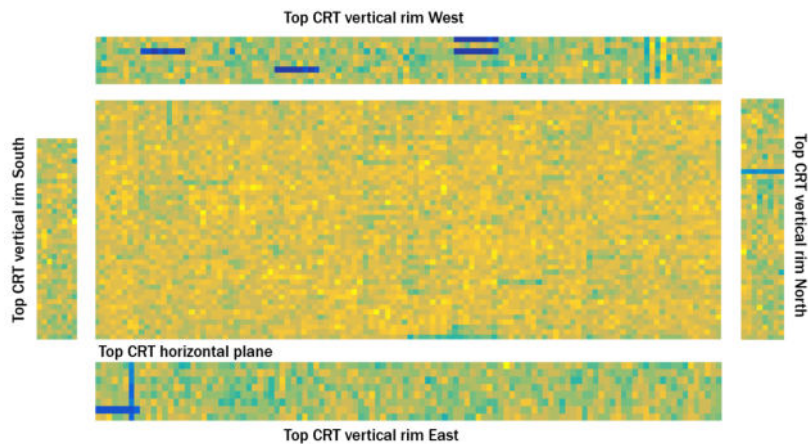 Top CRT vertical rim West
Top CRT vertical rim South
Top CRT vertical rim North
Top CRT horizontal plane
Top CRT vertical rim East